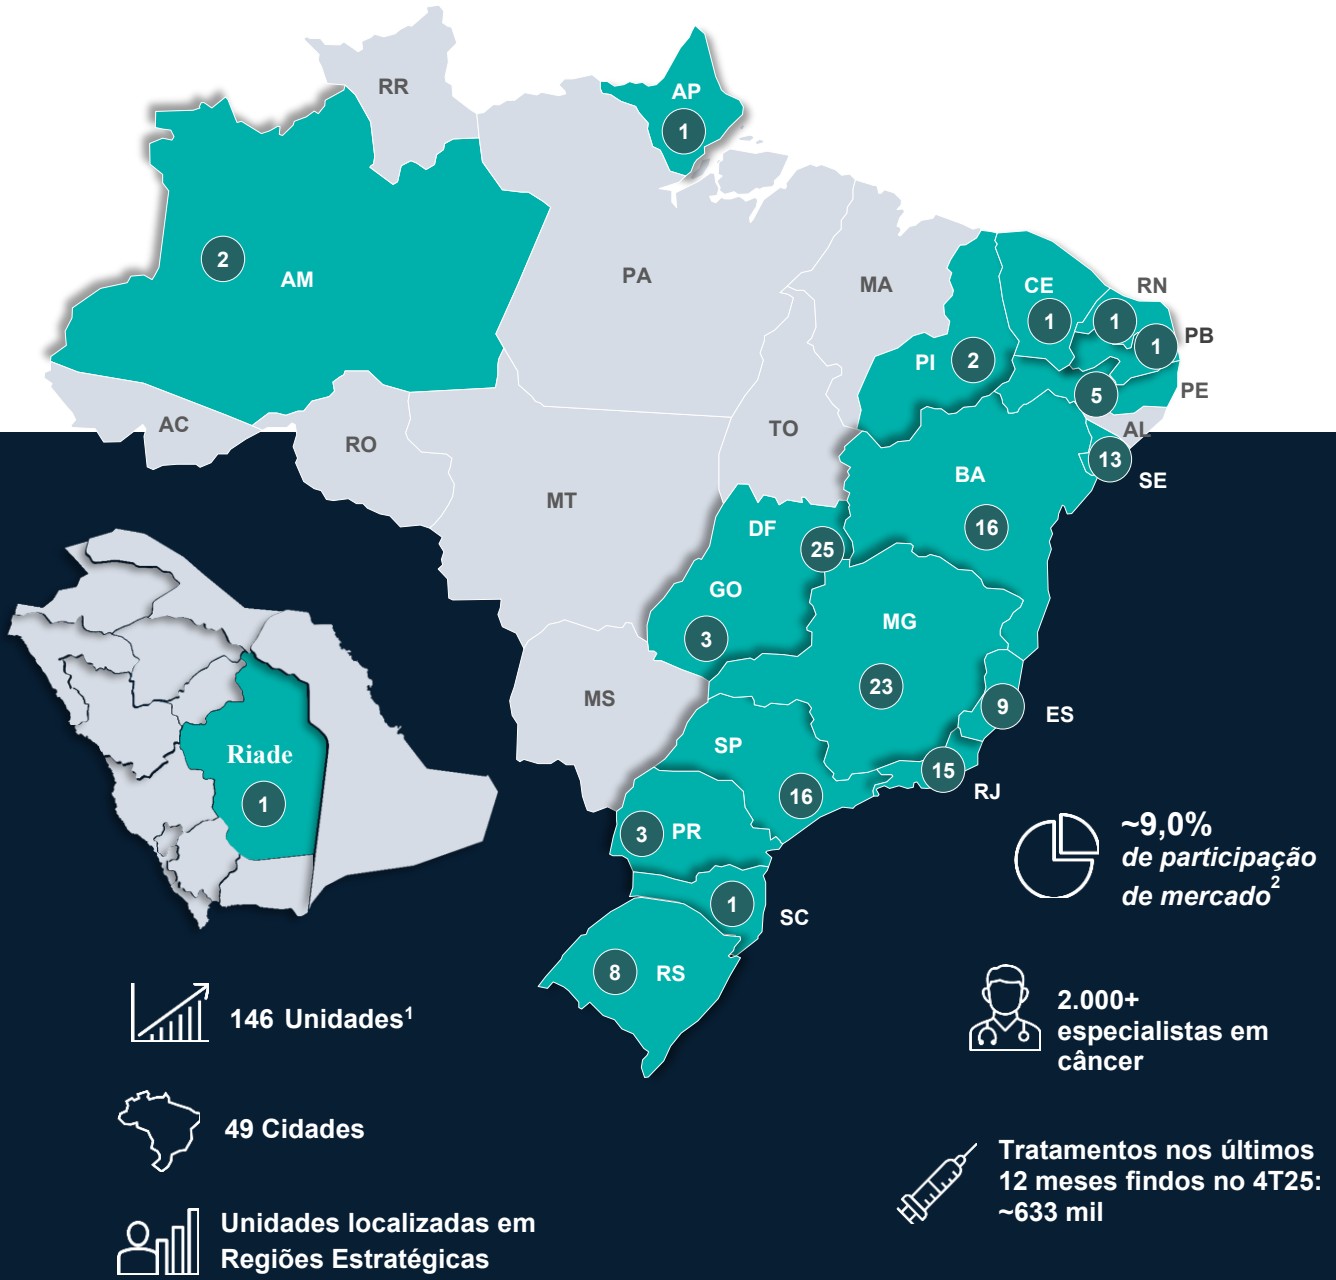 RR
AP
1
2
AM
PA
MA
CE
1
RN
1
PB
1
PI
2
PE
5
AC
RO
TO
AL
13
SE
BA
16
MT
DF
25
GO
3
MG
23
MS
9
ES
SP
16
15
RJ
Riade
1
3
PR
1
SC
8
RS
~9,0%
de participação
de mercado²
146 Unidades¹
2.000+
especialistas em
câncer
49 Cidades
Tratamentos nos últimos
12 meses findos no 4T25:
~633 mil
Unidades localizadas em
Regiões Estratégicas